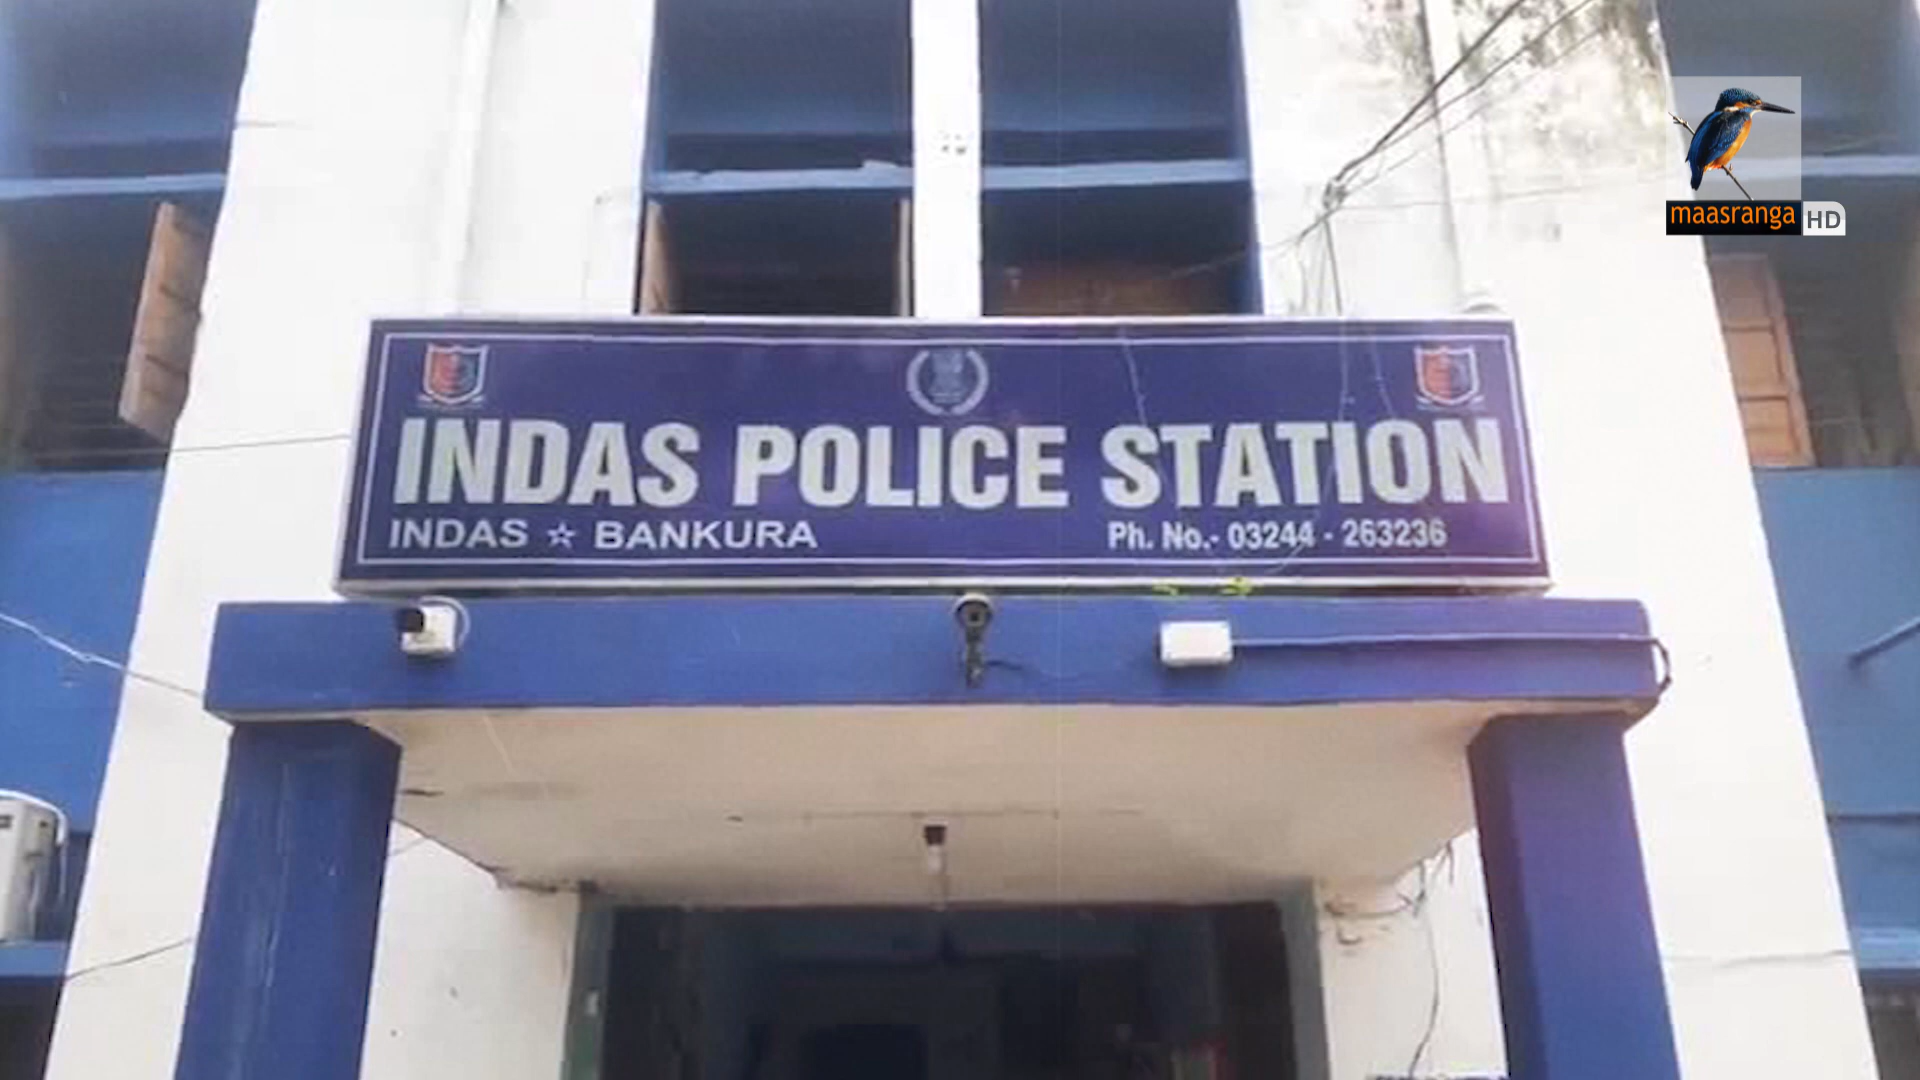 maasranga HD
INDAS POLICE STATION
INDAS ☆ BANKURA
Ph. No.- 03244 - 263236